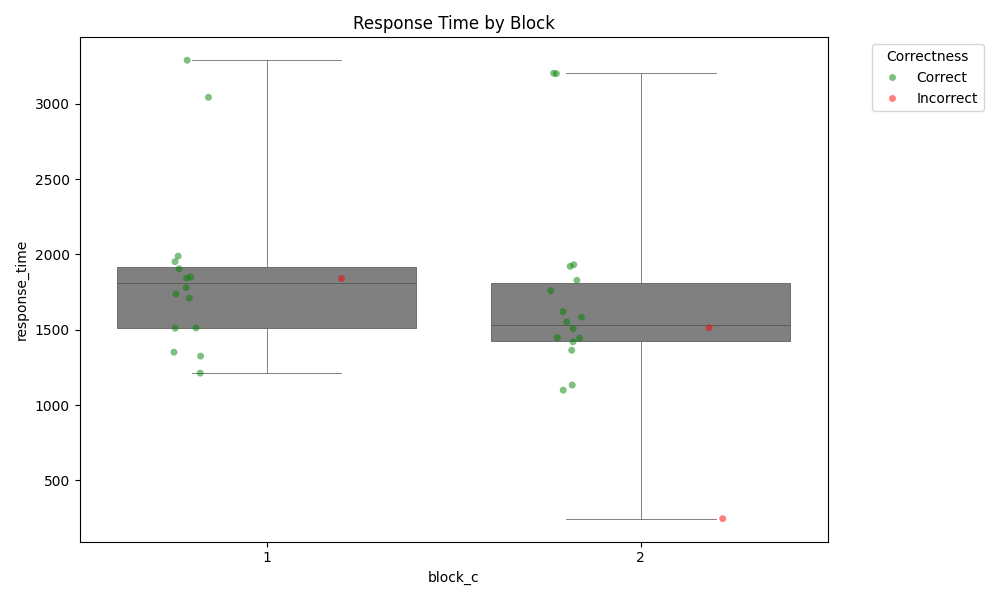 Response Time by Block
Correctness
Correct
Incorrect
3000
2500
2000
1500
1000
500
response_time
1
2
block_c